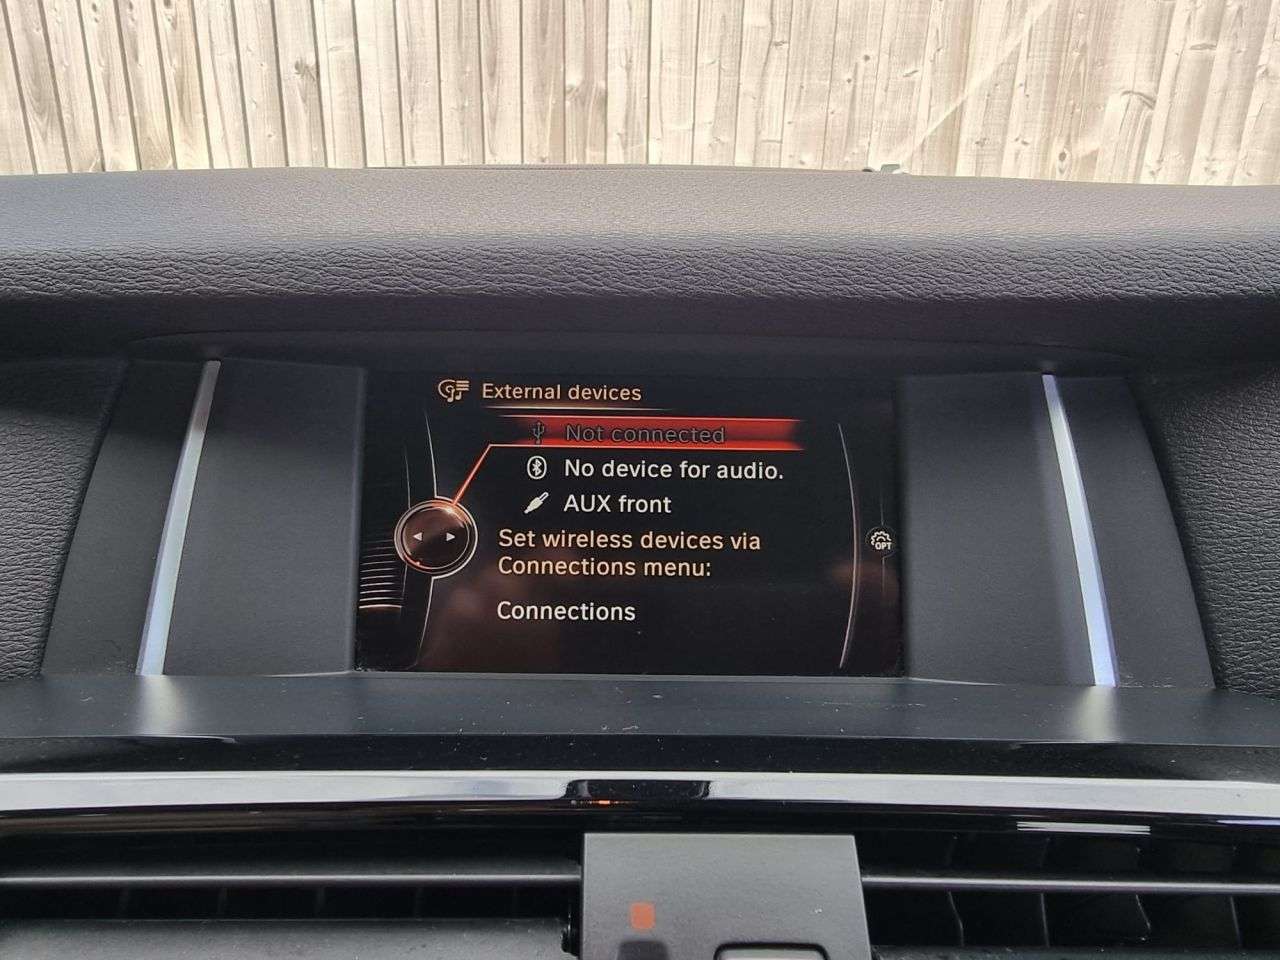 External devices
Not connected
No device for audio.
AUX front
OPT
Set wireless devices via
Connections menu:
Connections